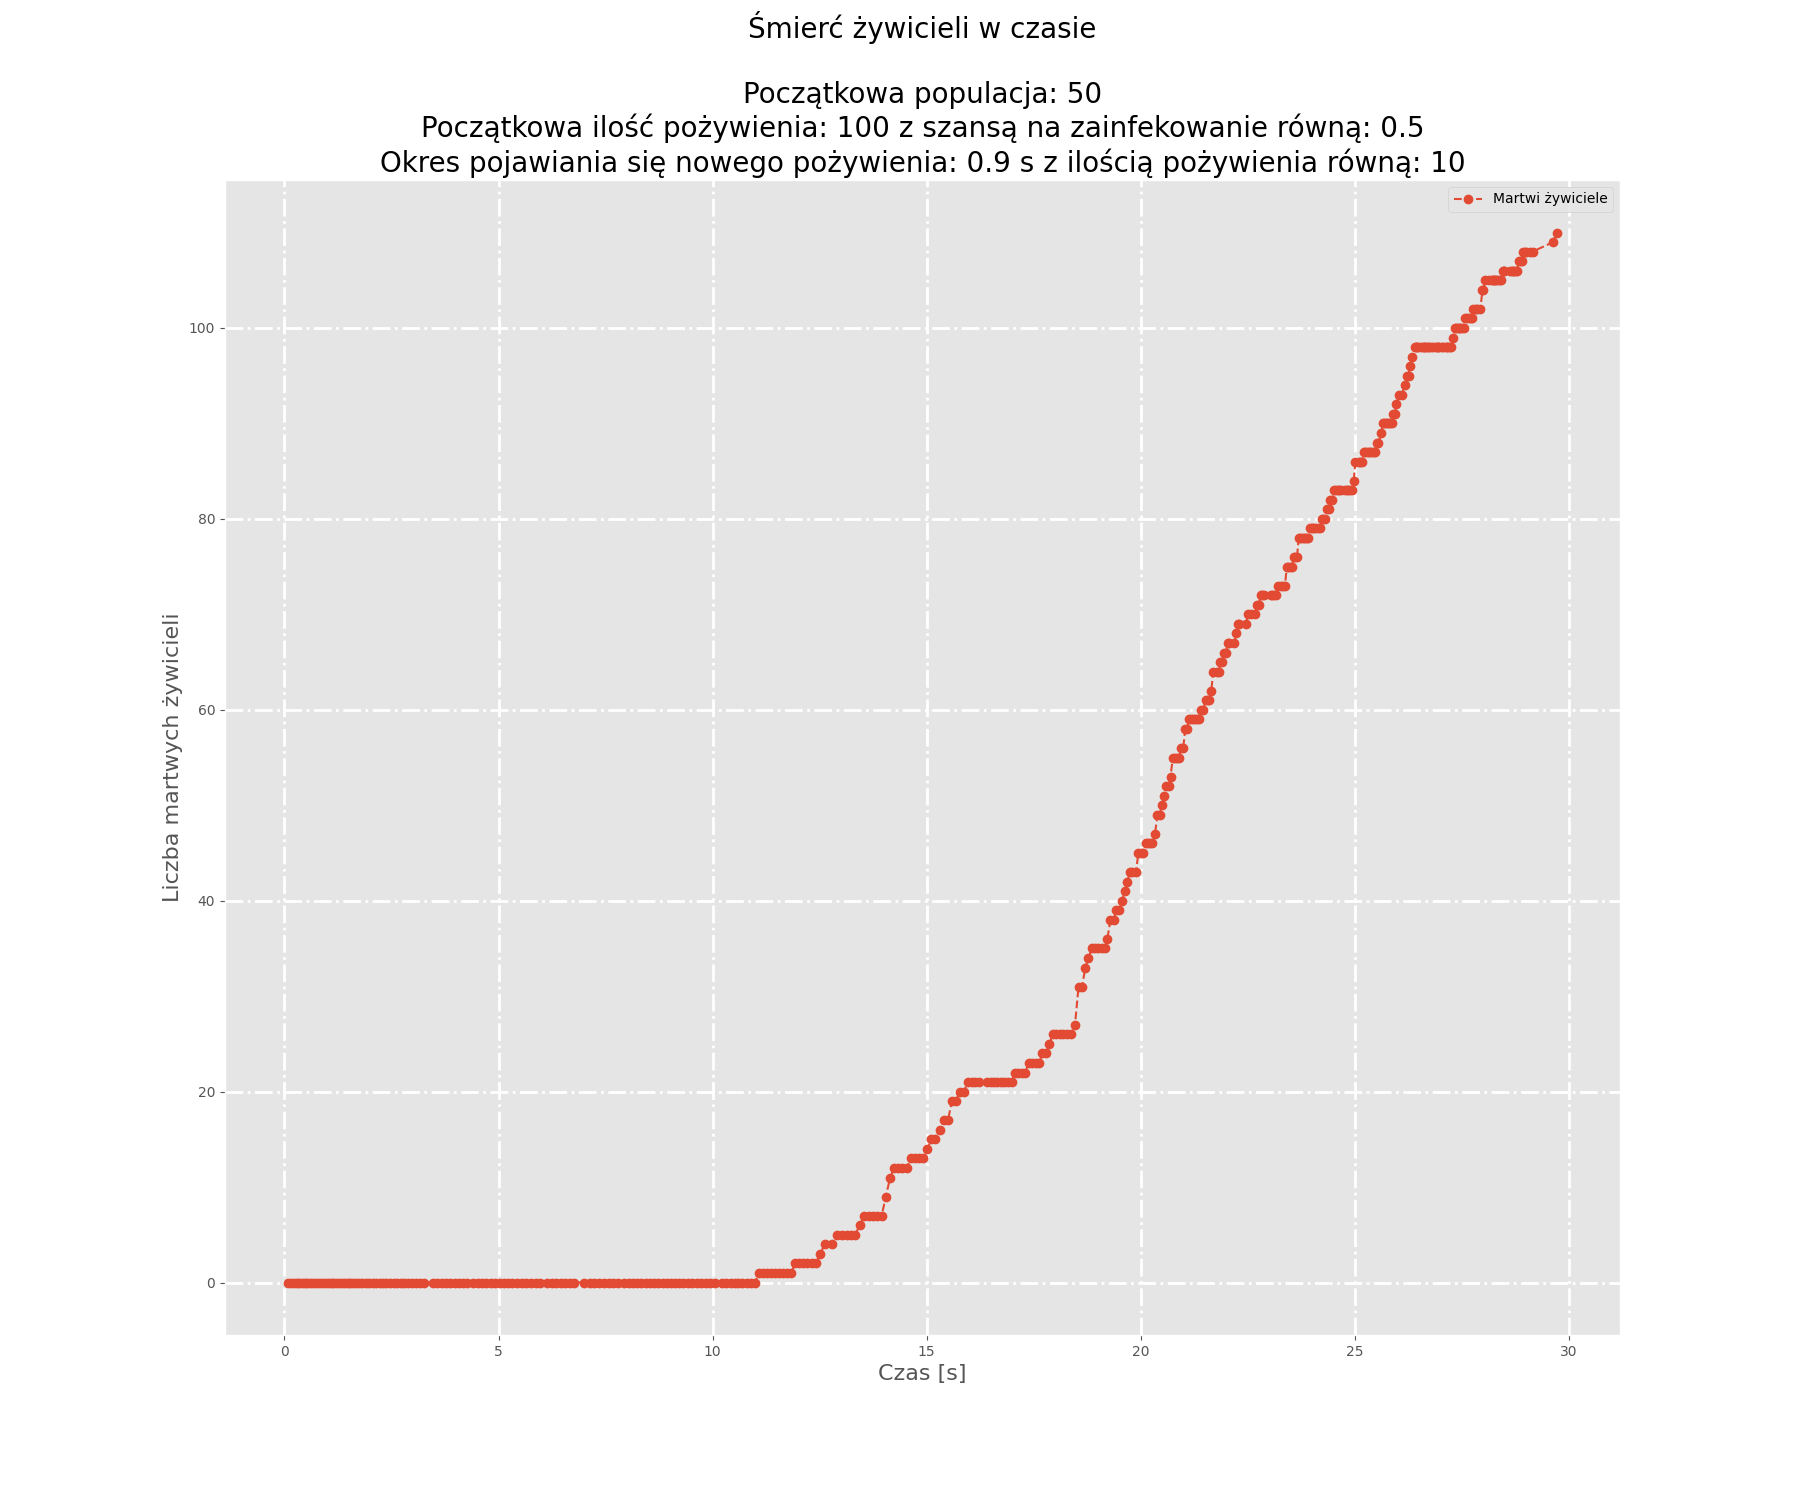 Śmierć żywicieli w czasie
Początkowa populacja: 50
Początkowa ilość pożywienia: 100 z szansą na zainfekowanie równą: 0.5
Okres pojawiania się nowego pożywienia: 0.9 s z ilością pożywienia równą: 10
Martwi żywiciele
100
80
60
40
20
0
Liczba martwych żywicieli
0 5 10 15 20 25 30
Czas [s]